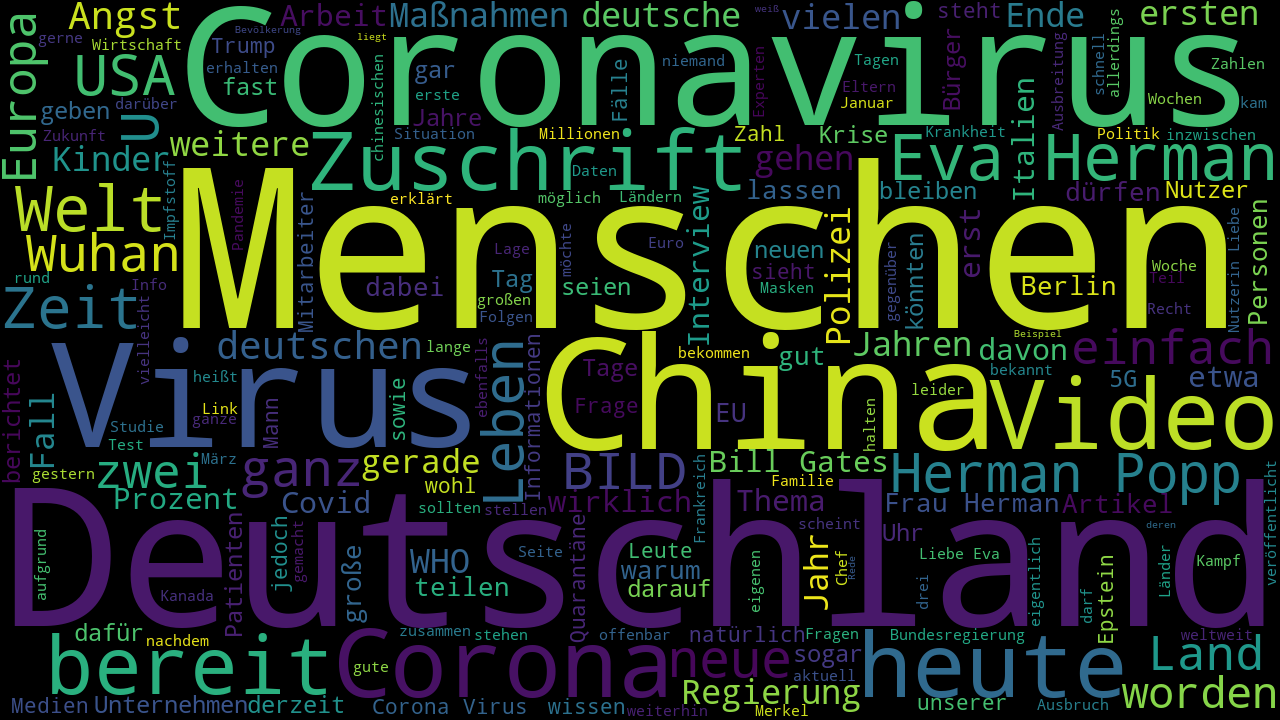 Coronavirus
Menschen
Deutschland
China
Virus
Corona
Video
Zuschrift
Eva Herman
Herman Popp
heute
bereit
Welt
Wuhan
Zeit
USA
Angst
Europa
Arbeit
Maßnahmen
deutsche
vielen
steht
Ende
ersten
weiß
Bevölkerung
liegt
gerne
Wirtschaft
Trump
erhalten
fast
gar
erste
Jahre
niemand
Fälle
Experten
Tagen
Eltern
Januar
Bürger
Ausbreitung
schnell
allerdings
Zahlen
Wochen
kam
geben
darüber
Zukunft
U
Kinder
weitere
chinesischen
Situation
Millionen
Zahl
Krise
Krankheit
Italien
Politik
inzwischen
Impfstoff
Pandemie
Daten
gehen
erklärt
möglich
Ländern
lassen
bleiben
dürfen
Nutzer
Mitarbeiter
Lage
möchte
Euro
Interview
neuen
Polizei
gegenüber
könnten
erst
Nutzerin Liebe
Personen
rund
Info
dabei
Tag
großen
Folgen
seien
sieht
Masken
Berlin
Woche
Teil
Recht
vielleicht
deutschen
lange
Leben
ebenfalls
Informationen
Tage
Frage
bekommen
gut
Jahren
Beispiel
davon
bekannt
einfach
5G
etwa
berichtet
Fall
heißt
Link
ganze
Mann
sowie
EU
halten
leider
Studie
Test
gestern
März
zwei
ganz
gerade
wohl
BILD
Bill Gates
Familie
Frankreich
Prozent
Covid
sollten
stellen
wirklich
Thema
Frau Herman
Artikel
veröffentlicht
aufgrund
Patienten
jedoch
gemacht
große
WHO
teilen
Seite
Quarantäne
Leute
warum
darauf
eigenen
scheint
Jahr
Chef
Rede
Uhr
Liebe Eva
drei
eigentlich
deren
darf
Epstein
Länder
Kampf
Kanada
dafür
nachdem
zusammen
stehen
offenbar
natürlich
Fragen
Bundesregierung
weltweit
gute
neue
sogar
aktuell
Land
Medien
Unternehmen
derzeit
Corona Virus
wissen
weiterhin
Regierung
Merkel
unserer
Ausbruch
worden